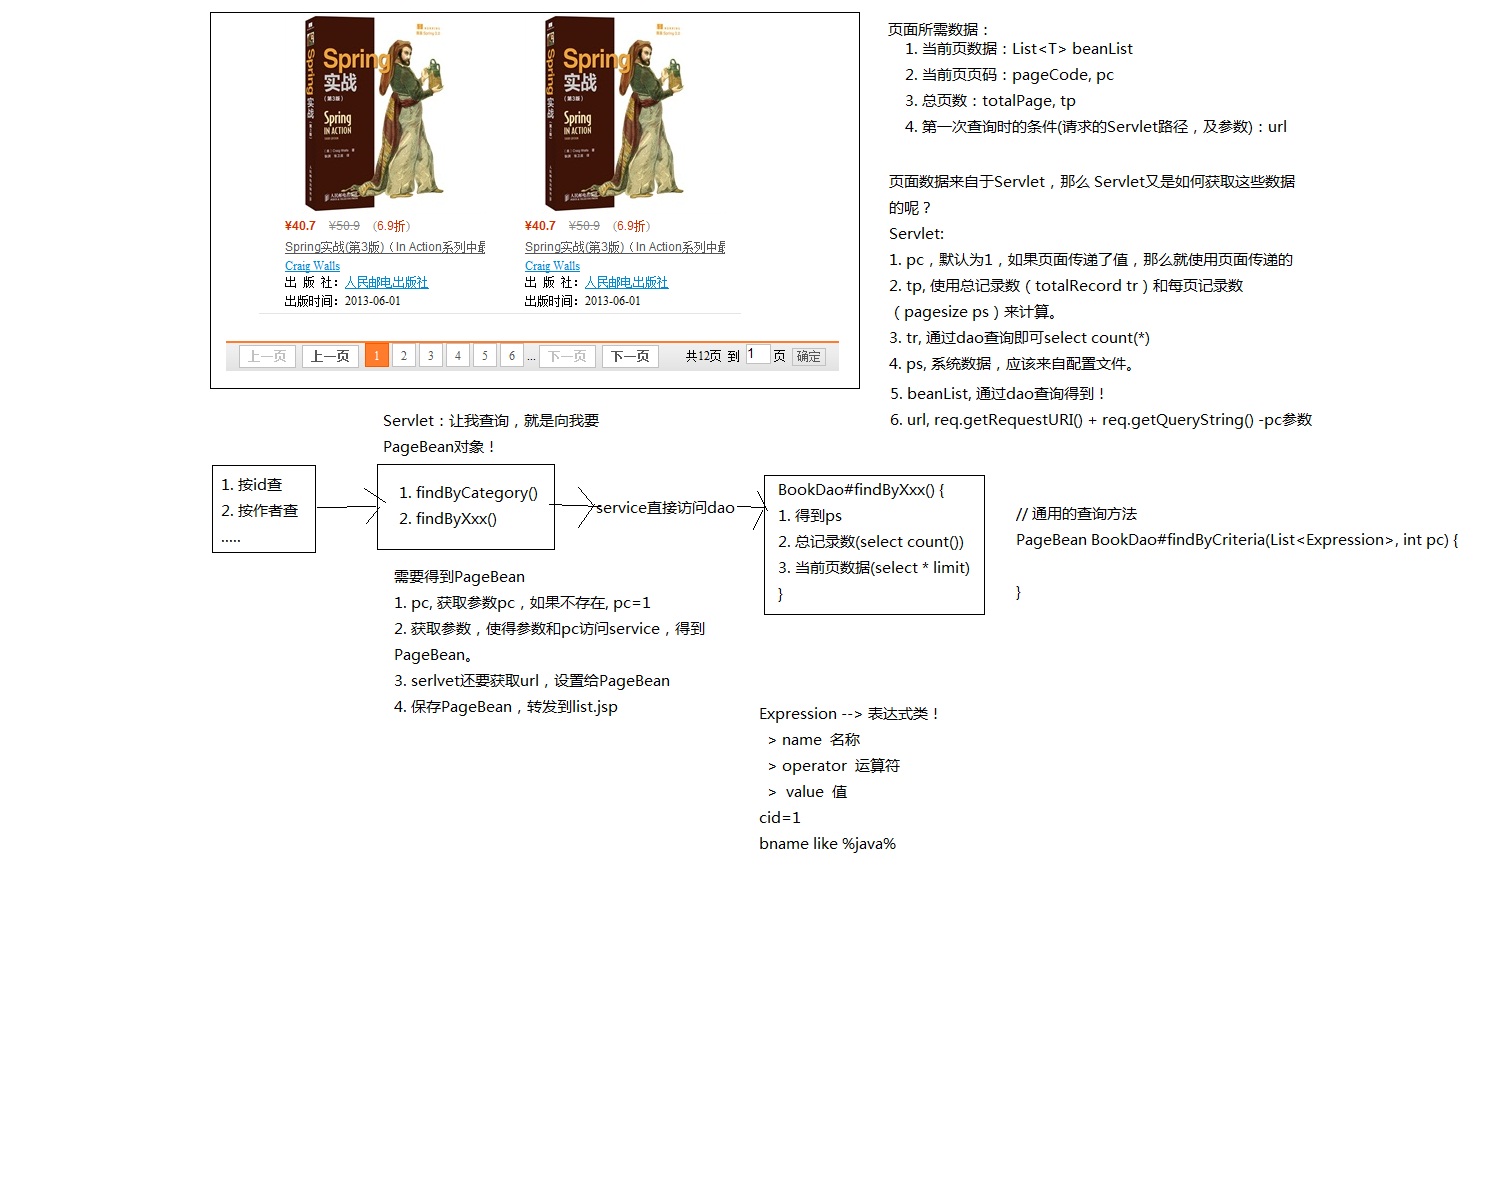 Spring
实战
(第3版)
Spring
IN ACTION
Spring
实战
(第3版)
Spring
IN ACTION
¥40.7 ¥50.9 （6.9折）
¥40.7 ¥50.9 （6.9折）
Spring实战(第3版)（In Action系列中最
Spring实战(第3版)（In Action系列中最
Craig Walls
Craig Walls
出 版 社：人民邮电出版社
出 版 社：人民邮电出版社
出版时间：2013-06-01
出版时间：2013-06-01
上一页 上一页 1 2 3 4 5 6 ... 下一页 下一页 共12页 到 1 页 确定
页面所需数据：
1. 当前页数据：List<T> beanList
2. 当前页页码：pageCode, pc
3. 总页数：totalPage, tp
4. 第一次查询时的条件(请求的Servlet路径，及参数)：url
页面数据来自于Servlet，那么 Servlet又是如何获取这些数据
的呢？
Servlet:
1. pc，默认为1，如果页面传递了值，那么就使用页面传递的
2. tp, 使用总记录数（totalRecord tr）和每页记录数
（pagesize ps）来计算。
3. tr, 通过dao查询即可select count(*)
4. ps, 系统数据，应该来自配置文件。
5. beanList, 通过dao查询得到！
6. url, req.getRequestURI() + req.getQueryString() -pc参数
Servlet：让我查询，就是向我要
PageBean对象！
1. 按id查
2. 按作者查
.....
1. findByCategory()
2. findByXxx()
service直接访问dao
BookDao#findByXxx() {
1. 得到ps
2. 总记录数(select count())
3. 当前页数据(select * limit)
}
// 通用的查询方法
PageBean BookDao#findByCriteria(List<Expression>, int pc) {
}
需要得到PageBean
1. pc, 获取参数pc，如果不存在, pc=1
2. 获取参数，使得参数和pc访问service，得到
PageBean。
3. serlvet还要获取url，设置给PageBean
4. 保存PageBean，转发到list.jsp
Expression --> 表达式类！
> name 名称
> operator 运算符
> value 值
cid=1
bname like %java%